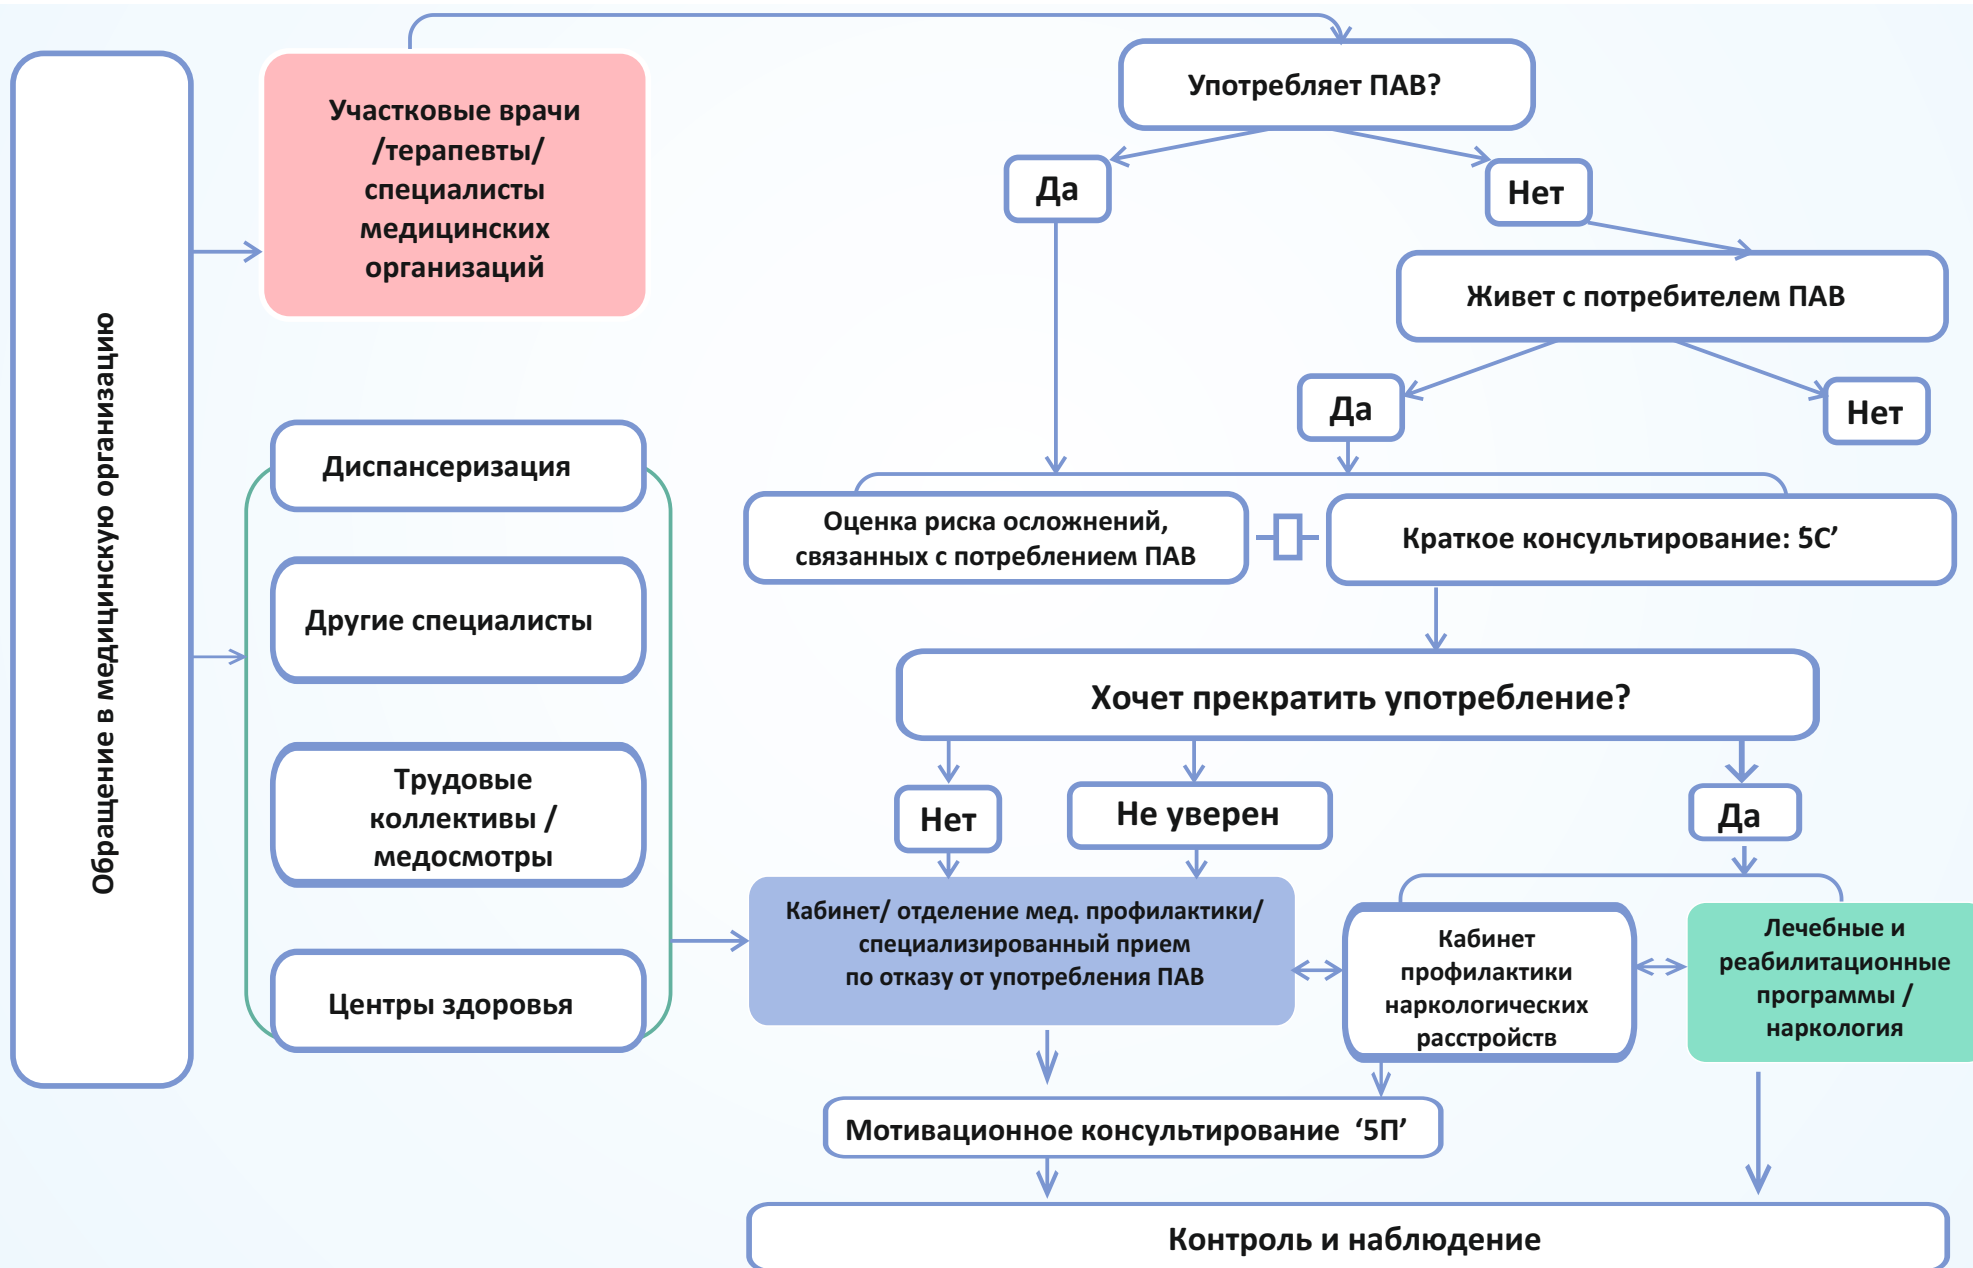 Обращение в медицинскую организацию
Участковые врачи
/терапевты/
специалисты
медицинских
организаций
Диспансеризация
Другие специалисты
Трудовые
коллективы /
медосмотры
Центры здоровья
Употребляет ПАВ?
Да
Нет
Живет с потребителем ПАВ
Да
Нет
Оценка риска осложнений,
связанных с потреблением ПАВ
Краткое консультирование: ‘5С’
Хочет прекратить употребление?
Нет
Не уверен
Да
Кабинет/ отделение мед. профилактики/
специализированный прием
по отказу от употребления ПАВ
Кабинет
профилактики
наркологических
расстройств
Лечебные и
реабилитационные
программы /
наркология
Мотивационное консультирование ‘5П’
Контроль и наблюдение